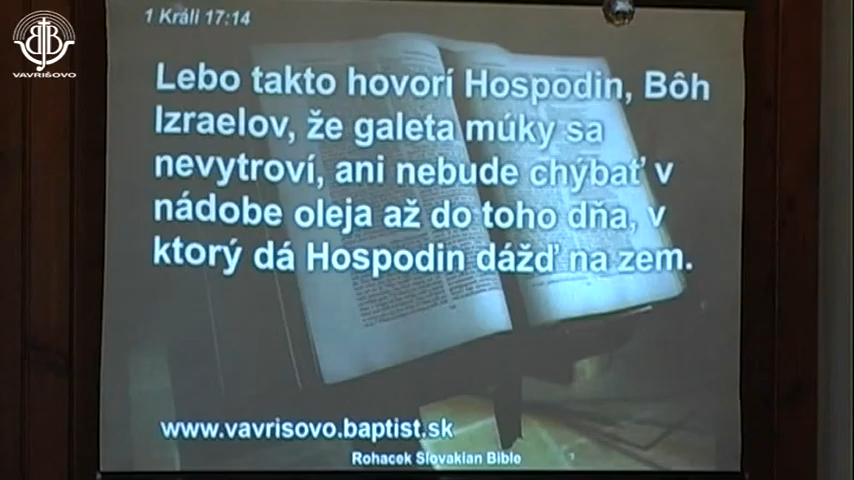 1 Kráľi 17:14
VAVRIŠOVO
Lebo takto hovorí Hospodin, Bôh
Izraelov, že galeta múky sa
nevytroví, ani nebude chýbať v
nádobe oleja až do toho dňa, v
ktorý dá Hospodin dážď na zem.
www.vavrisovo.baptist.sk
Rohacek Slovakian Bible